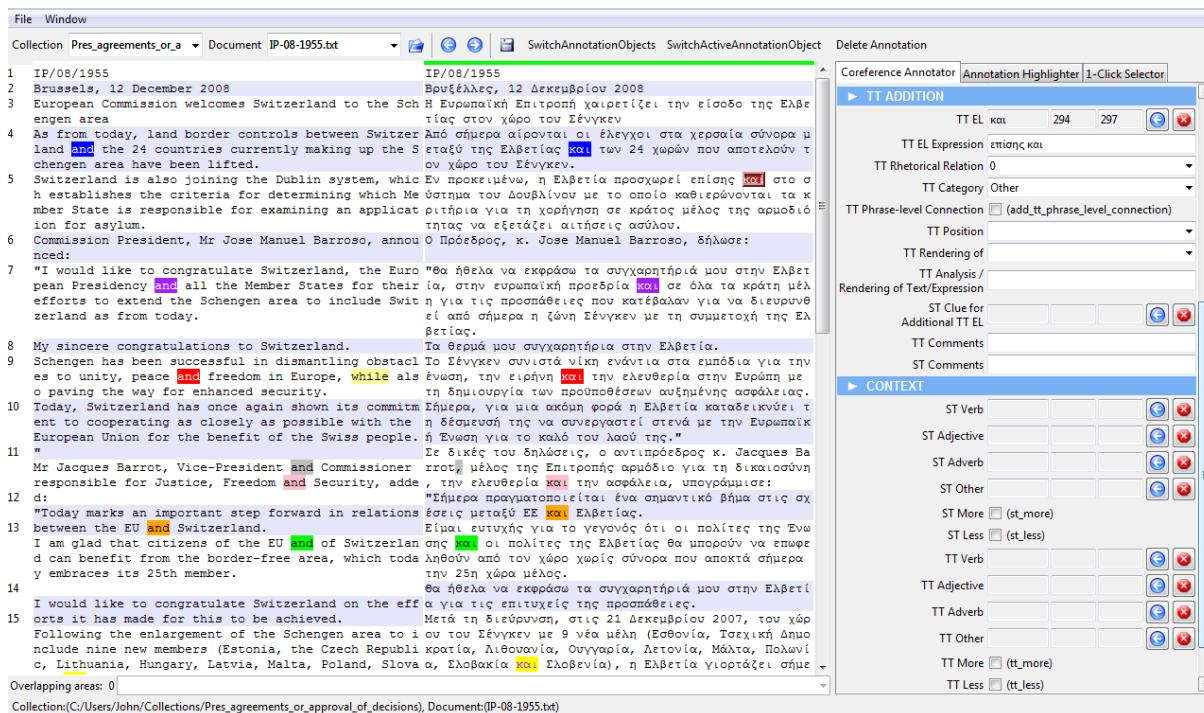 File Window
Collection Pres_agreements_or_a Document IP-08-1955.txt SwitchAnnotationObjects SwitchActiveAnnotationObject Delete Annotation
1 IP/08/1955
2 Brussels, 12 December 2008
3 European Commission welcomes Switzerland to the Sch
engen area
4 As from today, land border controls between Switzer
land and the 24 countries currently making up the S
chengen area have been lifted.
5 Switzerland is also joining the Dublin system, whic
h establishes the criteria for determining which Me
mber State is responsible for examining an applicat
ion for asylum.
6 Commission President, Mr Jose Manuel Barroso, annou
nced:
7 "I would like to congratulate Switzerland, the Euro
pean Presidency and all the Member States for their
efforts to extend the Schengen area to include Swit
zerland as from today.
8 My sincere congratulations to Switzerland.
9 Schengen has been successful in dismantling obstacl
es to unity, peace and freedom in Europe, while als
o paving the way for enhanced security.
10 Today, Switzerland has once again shown its commitm
ent to cooperating as closely as possible with the
European Union for the benefit of the Swiss people.
11 "
Mr Jacques Barrot, Vice-President and Commissioner
responsible for Justice, Freedom and Security, adde
12 d:
"Today marks an important step forward in relations
13 between the EU and Switzerland.
I am glad that citizens of the EU and of Switzerlan
d can benefit from the border-free area, which toda
y embraces its 25th member.
14
I would like to congratulate Switzerland on the eff
15 orts it has made for this to be achieved.
Following the enlargement of the Schengen area to i
nclude nine new members (Estonia, the Czech Republi
c, Lithuania, Hungary, Latvia, Malta, Poland, Slova
IP/08/1955
Βρυξέλλες, 12 Δεκεμβρίου 2008
Η Ευρωπαϊκή Επιτροπή χαιρετίζει την είσοδο της Ελβε
τίας στον χώρο του Σένγκεν
Από σήμερα αίρονται οι έλεγχοι στα χερσαία σύνορα μ
εταξύ της Ελβετίας και των 24 χωρών που αποτελούν τ
ον χώρο του Σένγκεν.
Εν προκειμένω, η Ελβετία προσχωρεί επίσης και στο σ
ύστημα του Δουβλίνου με το οποίο καθιερώνονται τα κ
ριτήρια για τη χορήγηση σε κράτος μέλος της αρμοδιό
τητας να εξετάζει αιτήσεις ασύλου.
Ο Πρόεδρος, κ. Jose Manuel Barroso, δήλωσε:
"Θα ήθελα να εκφράσω τα συγχαρητήριά μου στην Ελβετ
ία, στην ευρωπαϊκή προεδρία και σε όλα τα κράτη μέλ
η για τις προσπάθειες που κατέβαλαν για να διευρυνθ
εί από σήμερα η ζώνη Σένγκεν με τη συμμετοχή της Ελ
βετίας.
Τα θερμά μου συγχαρητήρια στην Ελβετία.
Το Σένγκεν συνιστά νίκη ενάντια στα εμπόδια για την
ένωση, την ειρήνη και την ελευθερία στην Ευρώπη με
τη δημιουργία των προϋποθέσεων αυξημένης ασφάλειας.
Σήμερα, για μια ακόμη φορά η Ελβετία καταδεικνύει τ
η δέσμευσή της να συνεργαστεί στενά με την Ευρωπαϊκ
ή Ένωση για το καλό του λαού της."
Σε δικές του δηλώσεις, ο αντιπρόεδρος κ. Jacques Ba
rrot, μέλος της Επιτροπής αρμόδιο για τη δικαιοσύνη
, την ελευθερία και την ασφάλεια, υπογράμμισε:
"Σήμερα πραγματοποιείται ένα σημαντικό βήμα στις σχ
έσεις μεταξύ ΕΕ και Ελβετίας.
Είμαι ευτυχής για το γεγονός ότι οι πολίτες της Ένω
σης και οι πολίτες της Ελβετίας θα μπορούν να επωφε
ληθούν από τον χώρο χωρίς σύνορα που αποκτά σήμερα
την 25η χώρα μέλος.
Θα ήθελα να εκφράσω τα συγχαρητήριά μου στην Ελβετί
α για τις επιτυχείς της προσπάθειες.
Μετά τη διεύρυνση, στις 21 Δεκεμβρίου 2007, του χώρ
ου του Σένγκεν με 9 νέα μέλη (Εσθονία, Τσεχική Δημο
κρατία, Λιθουανία, Ουγγαρία, Λετονία, Μάλτα, Πολωνί
α, Σλοβακία και Σλοβενία), η Ελβετία γιορτάζει σήμε
Coreference Annotator Annotation Highlighter 1-Click Selector
TT ADDITION
TT EL και 294 297
TT EL Expression επίσης και
TT Rhetorical Relation 0
TT Category Other
TT Phrase-level Connection (add_tt_phrase_level_connection)
TT Position
TT Rendering of
TT Analysis /
Rendering of Text/Expression
ST Clue for
Additional TT EL
TT Comments
ST Comments
CONTEXT
ST Verb
ST Adjective
ST Adverb
ST Other
ST More (st_more)
ST Less (st_less)
TT Verb
TT Adjective
TT Adverb
TT Other
TT More (tt_more)
TT Less (tt_less)
Overlapping areas: 0
Collection:(C:/Users/John/Collections/Pres_agreements_or_approval_of_decisions), Document:(IP-08-1955.txt)